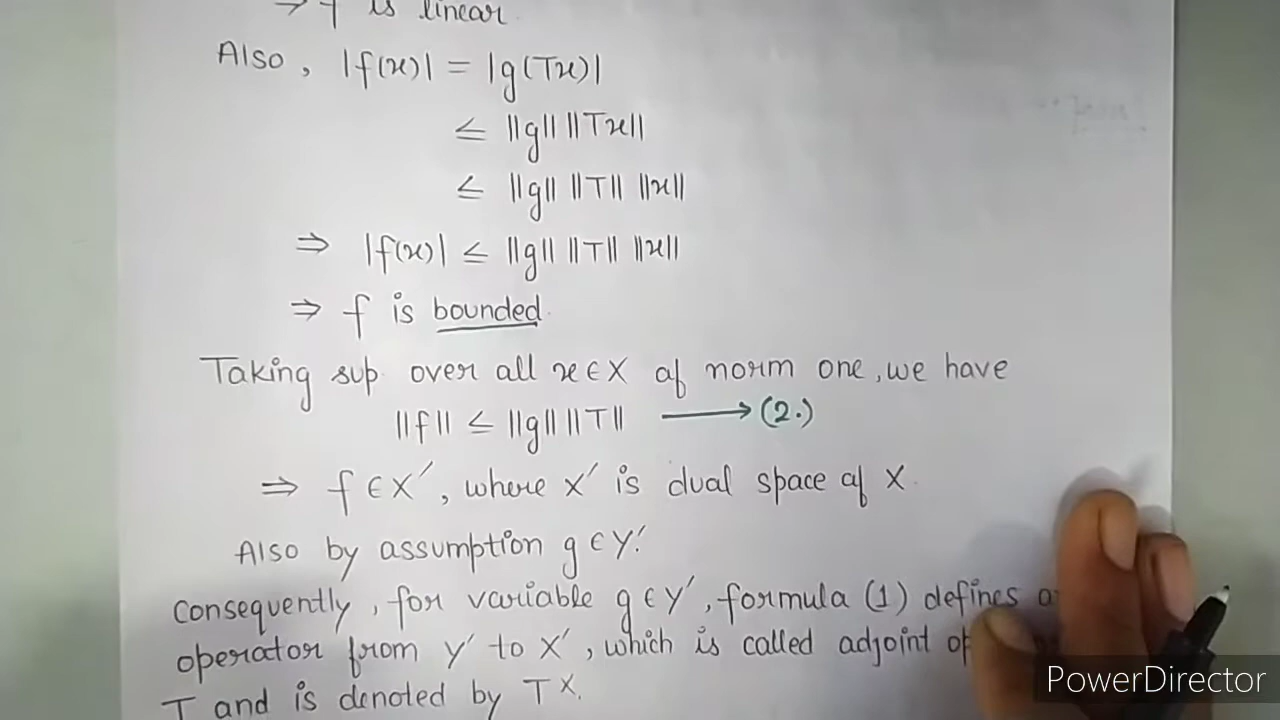 ⇒ f is linear
Also, |f(x)| = |g(Tx)|
≤ ||g|| ||Tx||
≤ ||g|| ||T|| ||x||
⇒ |f(x)| ≤ ||g|| ||T|| ||x||
⇒ f is bounded.
Taking sup. over all x ∈ X of norm one, we have
||f|| ≤ ||g|| ||T|| ⟶ (2.)
⇒ f ∈ X′, where X′ is dual space of X.
Also by assumption g ∈ Y′.
Consequently, for variable g ∈ Y′, formula (1) defines
operator from Y′ to X′, which is called adjoint
T and is denoted by T×.
PowerDirector